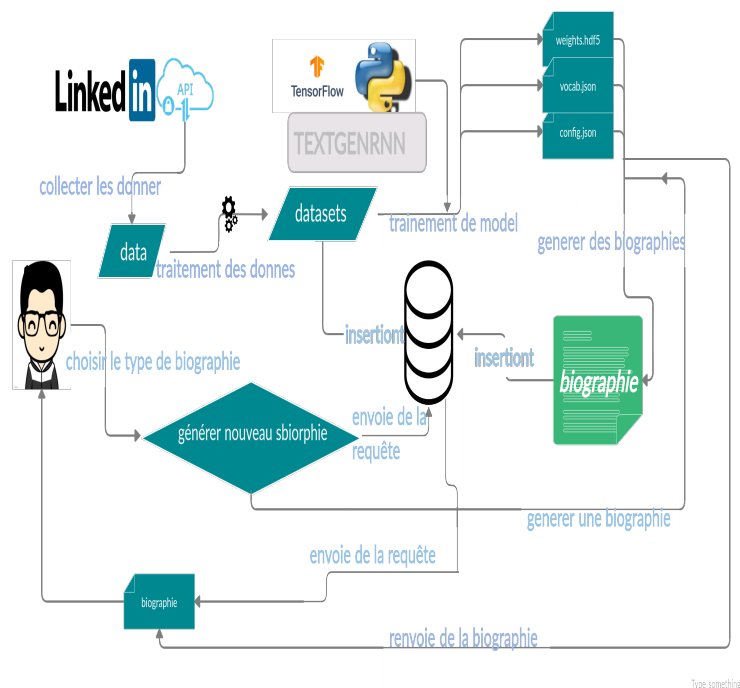 weights.hdf5
Linked in
API
TensorFlow
vocab.json
config.json
TEXTGENRNN
collecter les donner
datasets
trainement de model
data
traitement des donnes
generer des biographies
insertiont
insertiont
choisir le type de biographie
biographie
envoie de la
requête
générer nouveau sbiorphie
generer une biographie
envoie de la requête
biographie
renvoie de la biographie
Type something